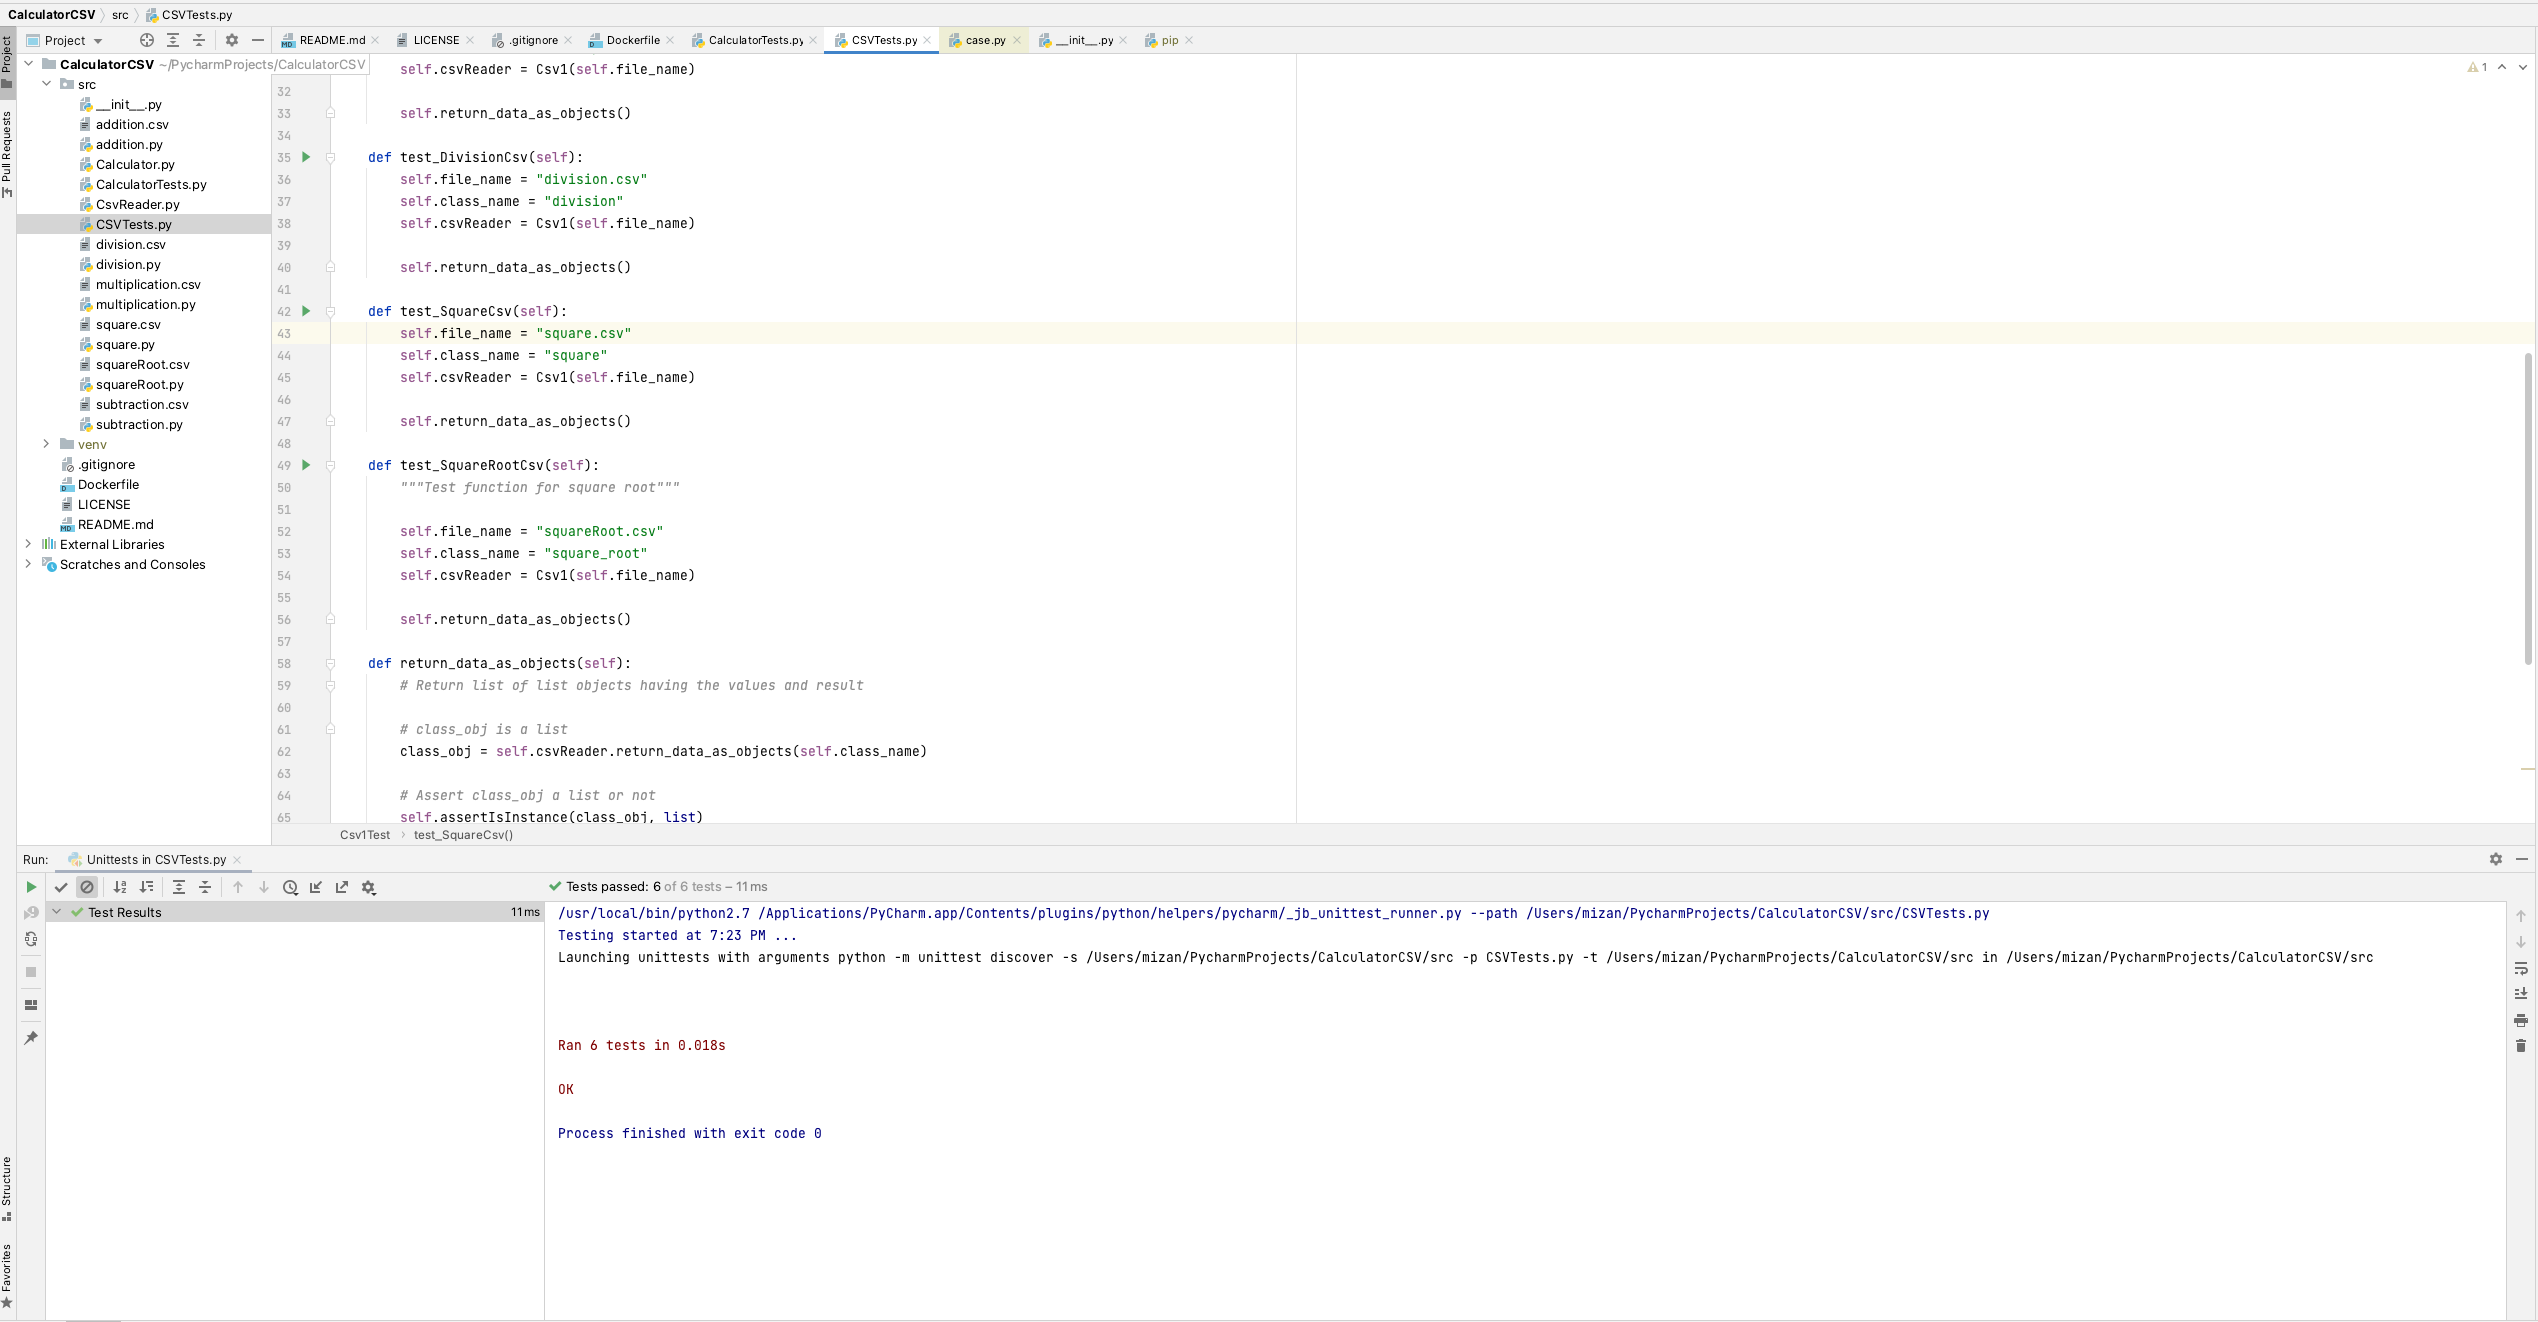 CalculatorCSV src CSVTests.py
Project
Pull Requests
Structure
Favorites
Project
README.md LICENSE .gitignore Dockerfile CalculatorTests.py CSVTests.py case.py __init__.py pip
CalculatorCSV ~/PycharmProjects/CalculatorCSV
src
__init__.py
addition.csv
addition.py
Calculator.py
CalculatorTests.py
CsvReader.py
CSVTests.py
division.csv
division.py
multiplication.csv
multiplication.py
square.csv
square.py
squareRoot.csv
squareRoot.py
subtraction.csv
subtraction.py
venv
.gitignore
Dockerfile
LICENSE
README.md
External Libraries
Scratches and Consoles
1
self.csvReader = Csv1(self.file_name)
32
33 self.return_data_as_objects()
34
35 def test_DivisionCsv(self):
36 self.file_name = "division.csv"
37 self.class_name = "division"
38 self.csvReader = Csv1(self.file_name)
39
40 self.return_data_as_objects()
41
42 def test_SquareCsv(self):
43 self.file_name = "square.csv"
44 self.class_name = "square"
45 self.csvReader = Csv1(self.file_name)
46
47 self.return_data_as_objects()
48
49 def test_SquareRootCsv(self):
50 """Test function for square root"""
51
52 self.file_name = "squareRoot.csv"
53 self.class_name = "square_root"
54 self.csvReader = Csv1(self.file_name)
55
56 self.return_data_as_objects()
57
58 def return_data_as_objects(self):
59 # Return list of list objects having the values and result
60
61 # class_obj is a list
62 class_obj = self.csvReader.return_data_as_objects(self.class_name)
63
64 # Assert class_obj a list or not
65 self.assertIsInstance(class_obj, list)
Csv1Test test_SquareCsv()
Run: Unittests in CSVTests.py
Tests passed: 6 of 6 tests – 11 ms
Test Results 11 ms
/usr/local/bin/python2.7 /Applications/PyCharm.app/Contents/plugins/python/helpers/pycharm/_jb_unittest_runner.py --path /Users/mizan/PycharmProjects/CalculatorCSV/src/CSVTests.py
Testing started at 7:23 PM ...
Launching unittests with arguments python -m unittest discover -s /Users/mizan/PycharmProjects/CalculatorCSV/src -p CSVTests.py -t /Users/mizan/PycharmProjects/CalculatorCSV/src in /Users/mizan/PycharmProjects/CalculatorCSV/src
Ran 6 tests in 0.018s
OK
Process finished with exit code 0